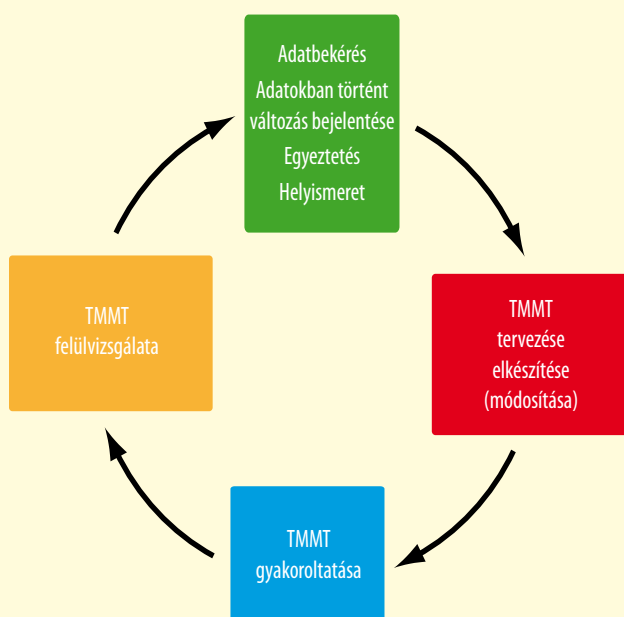 Adatbekérés
Adatokban történt
változás bejelentése
Egyeztetés
Helyismeret
TMMT
tervezése
elkészítése
(módosítása)
TMMT
gyakoroltatása
TMMT
felülvizsgálata